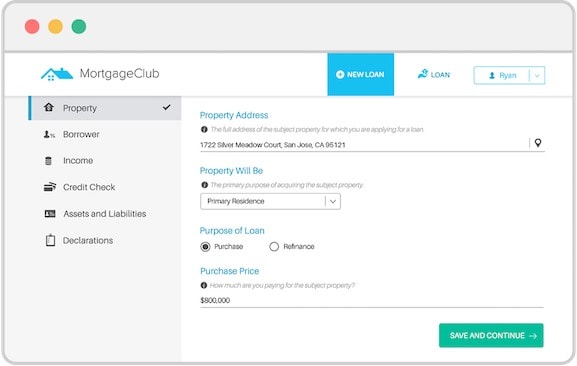 MortgageClub
NEW LOAN
LOAN
Ryan
Property
Borrower
Income
Credit Check
Assets and Liabilities
Declarations
Property Address
The full address of the subject property for which you are applying for a loan.
1722 Silver Meadow Court, San Jose, CA 95121
Property Will Be
The primary purpose of acquiring the subject property.
Primary Residence
Purpose of Loan
Purchase
Refinance
Purchase Price
How much are you paying for the subject property?
$800,000
SAVE AND CONTINUE